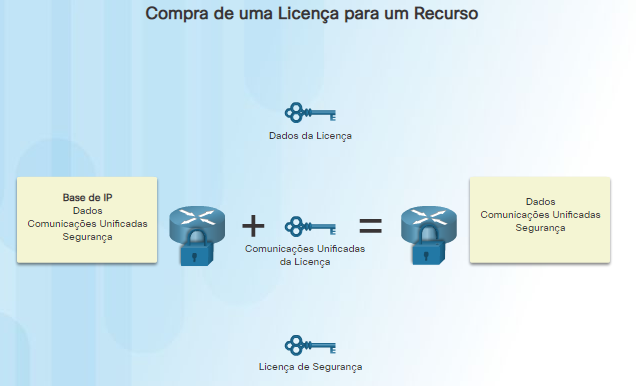 Compra de uma Licença para um Recurso
Dados da Licença
Base de IP
Dados
Comunicações Unificadas
Segurança
+
=
Comunicações Unificadas
da Licença
Dados
Comunicações Unificadas
Segurança
Licença de Segurança